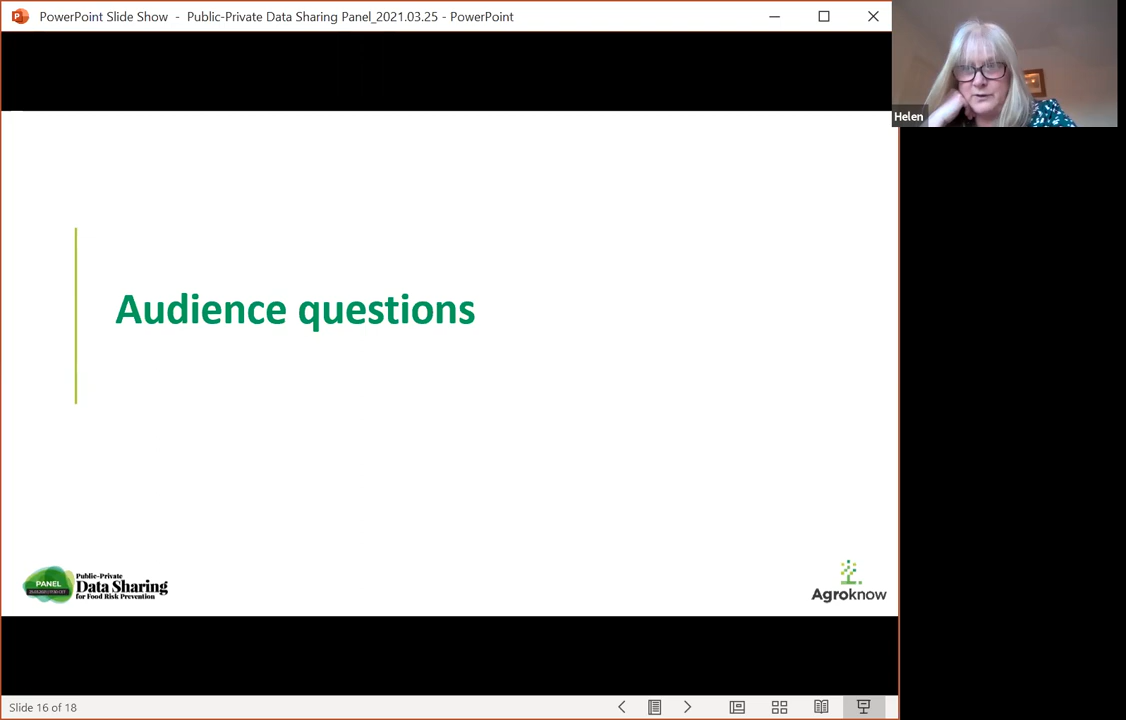 PowerPoint Slide Show - Public-Private Data Sharing Panel_2021.03.25 - PowerPoint
Helen
Audience questions
PANEL
Public-Private
Data Sharing
for Food Risk Prevention
Agroknow
Slide 16 of 18